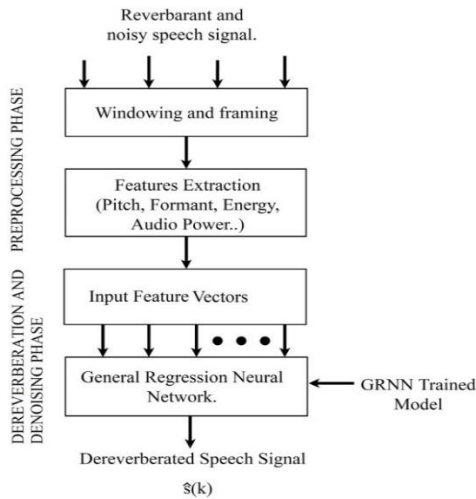 Reverbarant and
noisy speech signal.
PREPROCESSING PHASE
Windowing and framing
Features Extraction
(Pitch, Formant, Energy,
Audio Power..)
DEREVERBERATION AND
DENOISING PHASE
Input Feature Vectors
General Regression Neural
Network.
GRNN Trained
Model
Dereverberated Speech Signal
ŝ(k)